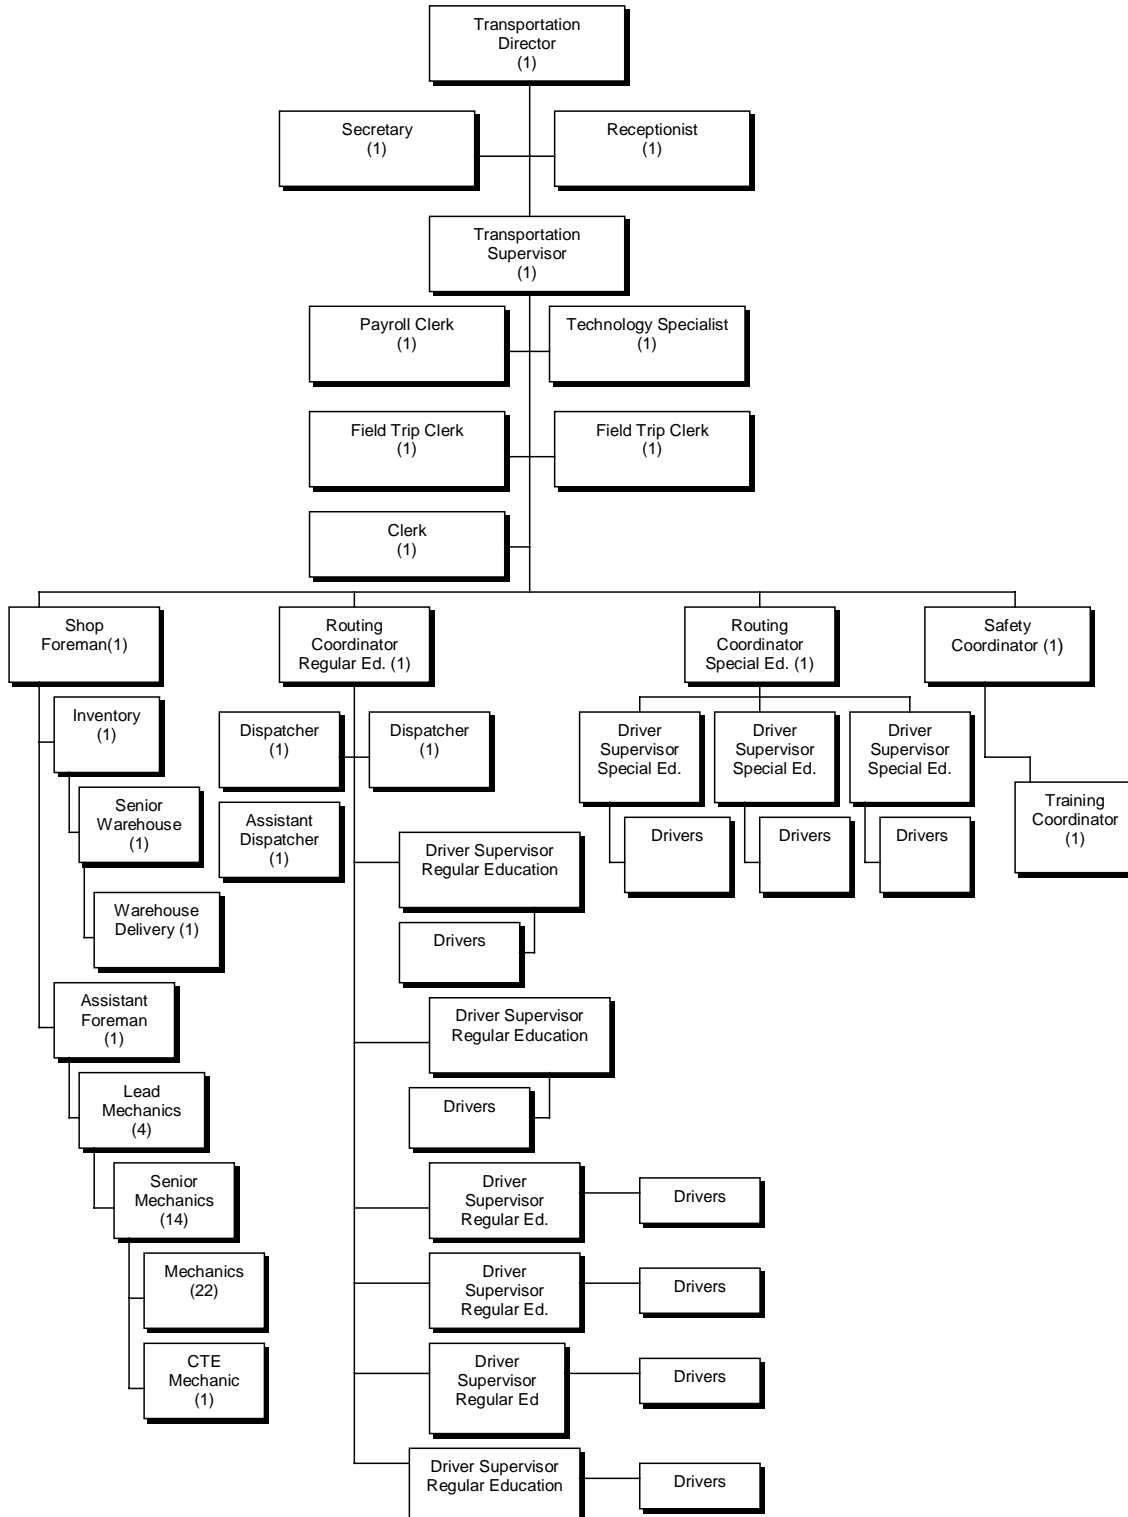 Transportation
Director
(1)
Secretary
(1)
Receptionist
(1)
Transportation
Supervisor
(1)
Payroll Clerk
(1)
Technology Specialist
(1)
Field Trip Clerk
(1)
Field Trip Clerk
(1)
Clerk
(1)
Shop
Foreman(1)
Routing
Coordinator
Regular Ed. (1)
Routing
Coordinator
Special Ed. (1)
Safety
Coordinator (1)
Inventory
(1)
Senior
Warehouse
(1)
Warehouse
Delivery (1)
Assistant
Foreman
(1)
Lead
Mechanics
(4)
Senior
Mechanics
(14)
Mechanics
(22)
CTE
Mechanic
(1)
Dispatcher
(1)
Dispatcher
(1)
Assistant
Dispatcher
(1)
Driver Supervisor
Regular Education
Drivers
Driver Supervisor
Regular Education
Drivers
Driver
Supervisor
Regular Ed.
Drivers
Driver
Supervisor
Regular Ed.
Drivers
Driver
Supervisor
Regular Ed
Drivers
Driver Supervisor
Regular Education
Drivers
Driver
Supervisor
Special Ed.
Drivers
Driver
Supervisor
Special Ed.
Drivers
Driver
Supervisor
Special Ed.
Drivers
Training
Coordinator
(1)